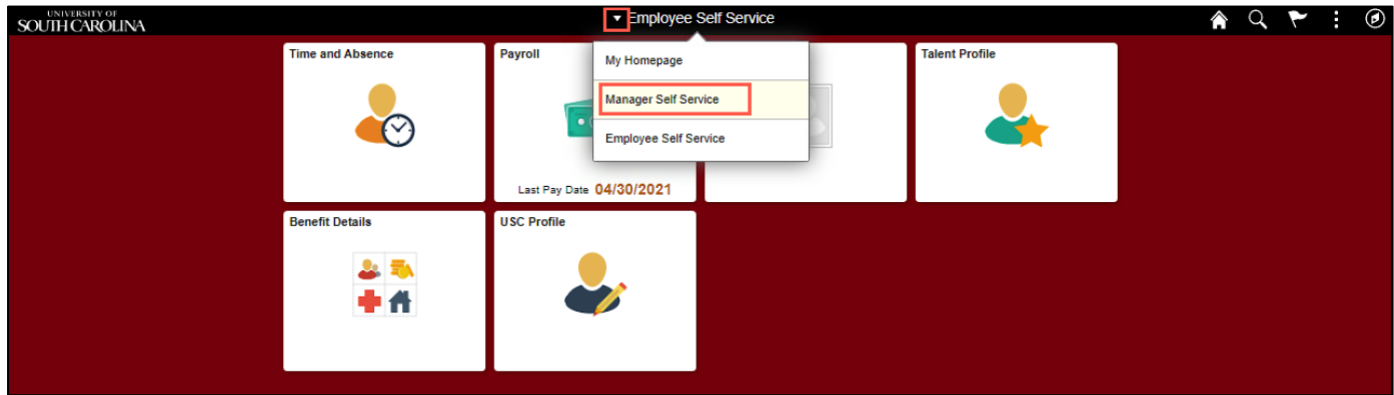 UNIVERSITY OF
SOUTH CAROLINA
Employee Self Service
My Homepage
Manager Self Service
Employee Self Service
Time and Absence
Payroll
Last Pay Date 04/30/2021
Talent Profile
Benefit Details
USC Profile